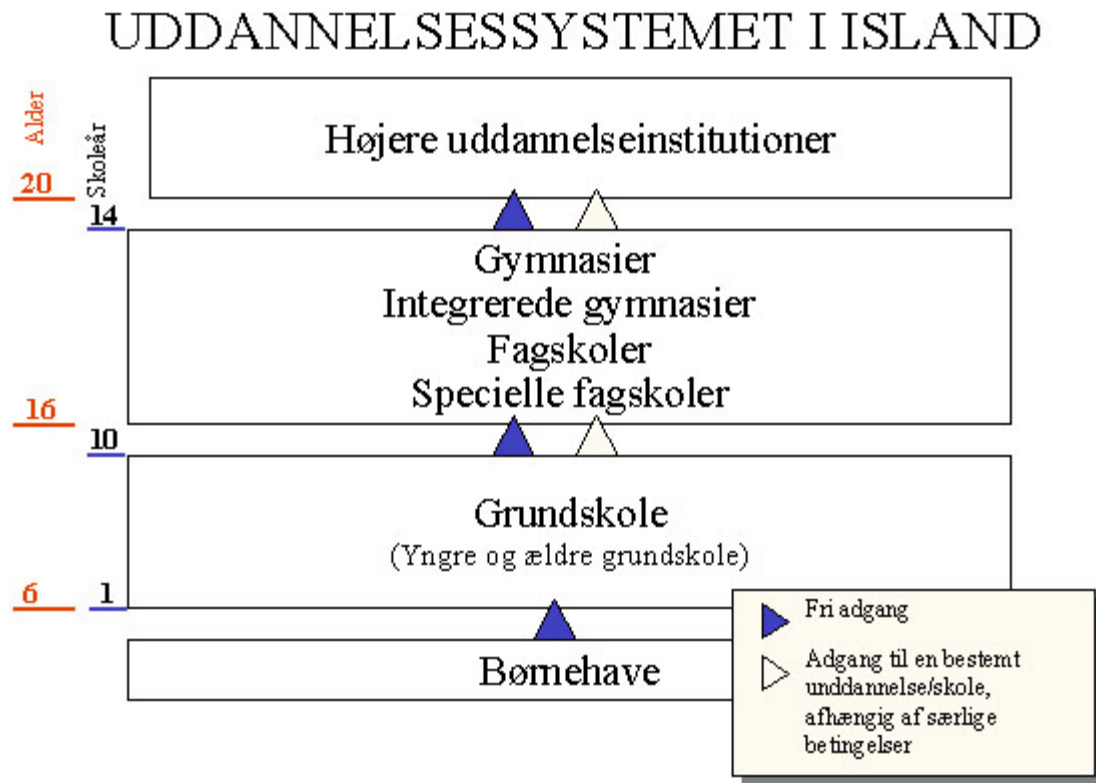 UDDANNELSESSYSTEMET I ISLAND
Alder
Skoleår
Højere uddannelseinstitutioner
20
14
Gymnasier
Integrerede gymnasier
Fagskoler
Specielle fagskoler
16
10
Grundskole
(Yngre og ældre grundskole)
6
1
Børnehave
Fri adgang
Adgang til en bestemt
unddannelse/skole,
afhængig af særlige
betingelser